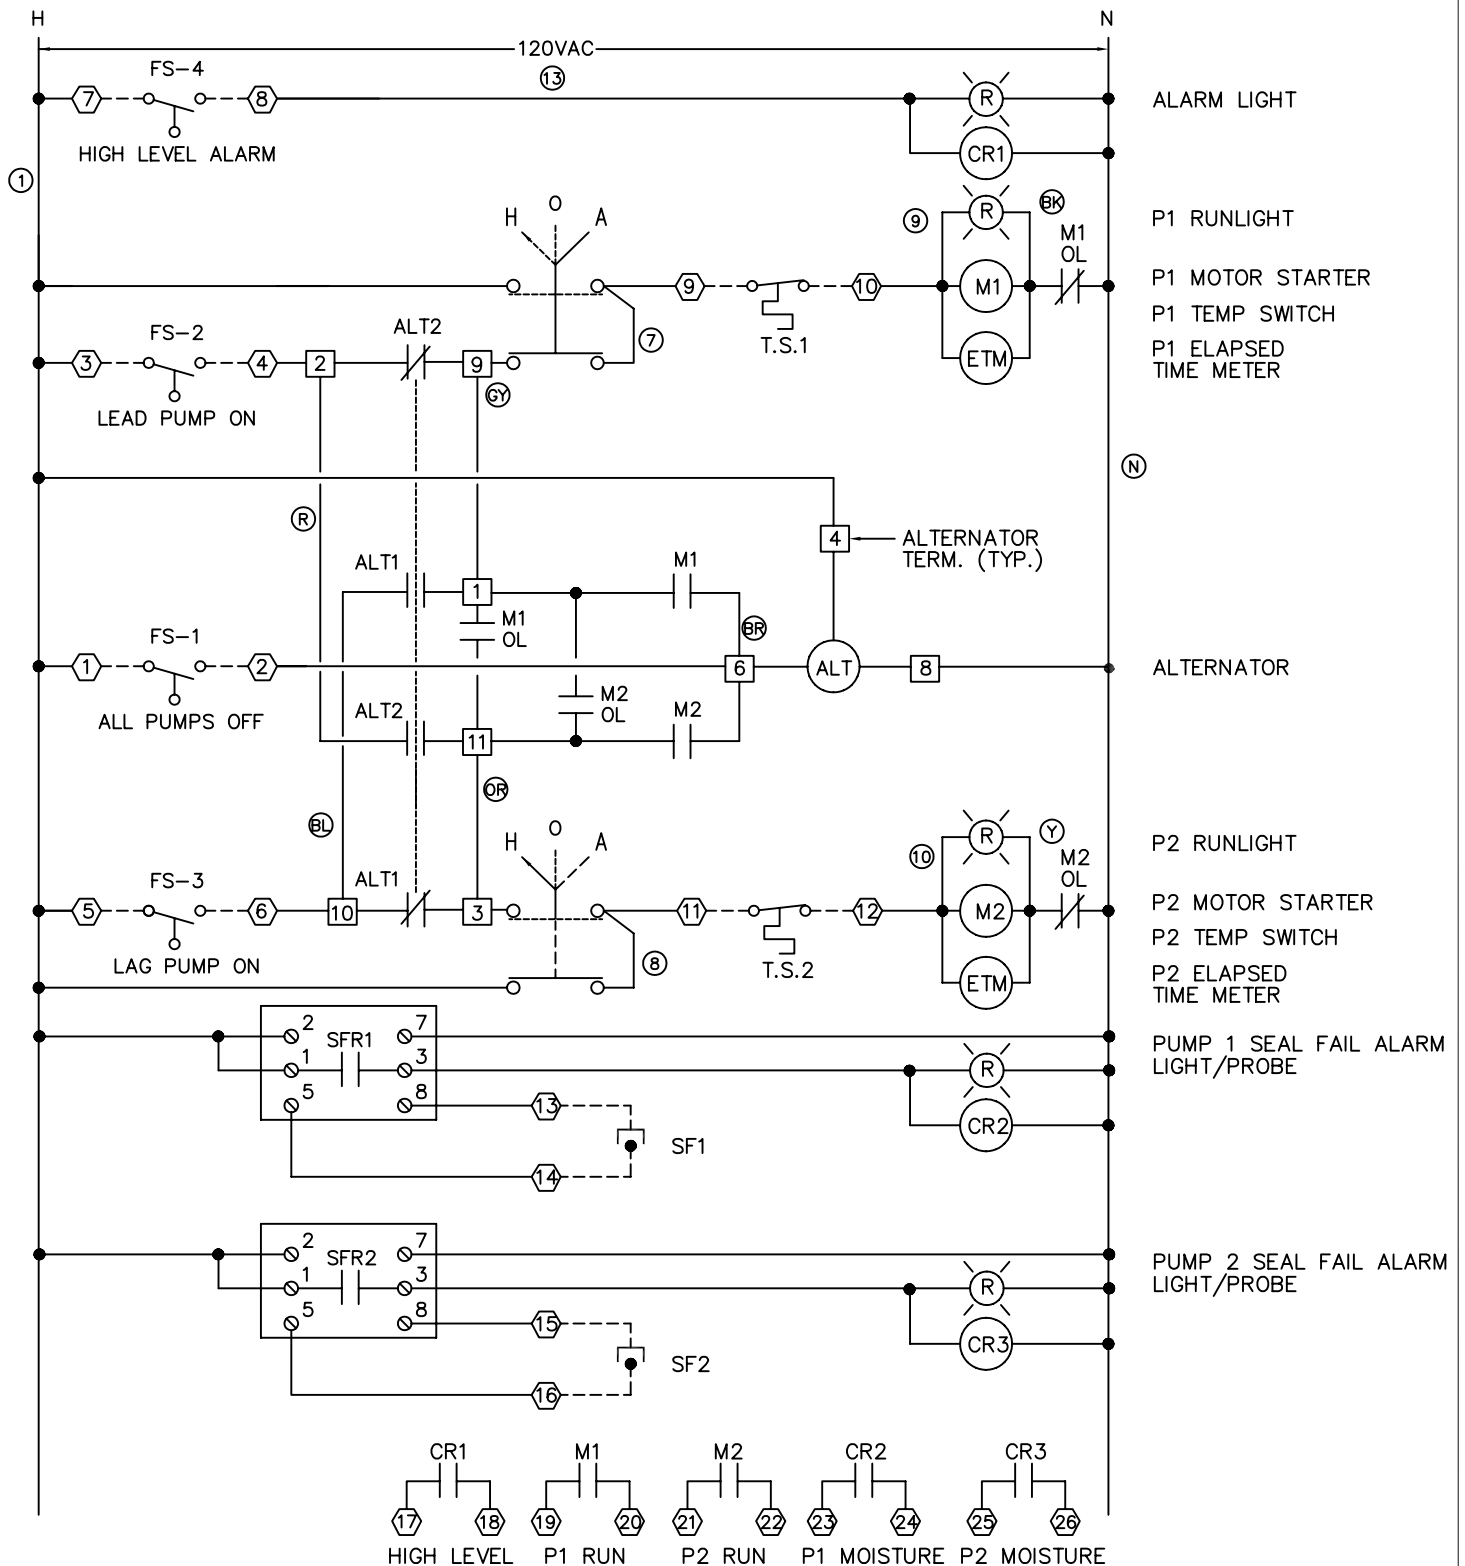 H
N
120VAC
13
FS-4
7
8
R
ALARM LIGHT
HIGH LEVEL ALARM
CR1
1
H
O
A
9
R
BK
P1 RUNLIGHT
M1
OL
9
10
M1
P1 MOTOR STARTER
T.S.1
P1 TEMP SWITCH
FS-2
ALT2
7
3
4
2
9
ETM
P1 ELAPSED
TIME METER
GY
LEAD PUMP ON
N
R
4
ALTERNATOR
TERM. (TYP.)
ALT1
1
M1
M1
OL
BR
FS-1
1
2
6
ALT
8
ALTERNATOR
ALL PUMPS OFF
M2
OL
ALT2
11
M2
OR
BL
H
O
A
10
R
Y
P2 RUNLIGHT
M2
OL
FS-3
ALT1
5
6
10
3
11
12
M2
P2 MOTOR STARTER
T.S.2
P2 TEMP SWITCH
LAG PUMP ON
8
ETM
P2 ELAPSED
TIME METER
2
SFR1
7
1
3
5
8
R
PUMP 1 SEAL FAIL ALARM
LIGHT/PROBE
13
CR2
SF1
14
2
SFR2
7
1
3
5
8
R
PUMP 2 SEAL FAIL ALARM
LIGHT/PROBE
15
CR3
SF2
16
CR1
M1
M2
CR2
CR3
17
18
19
20
21
22
23
24
25
26
HIGH LEVEL
P1 RUN
P2 RUN
P1 MOISTURE
P2 MOISTURE